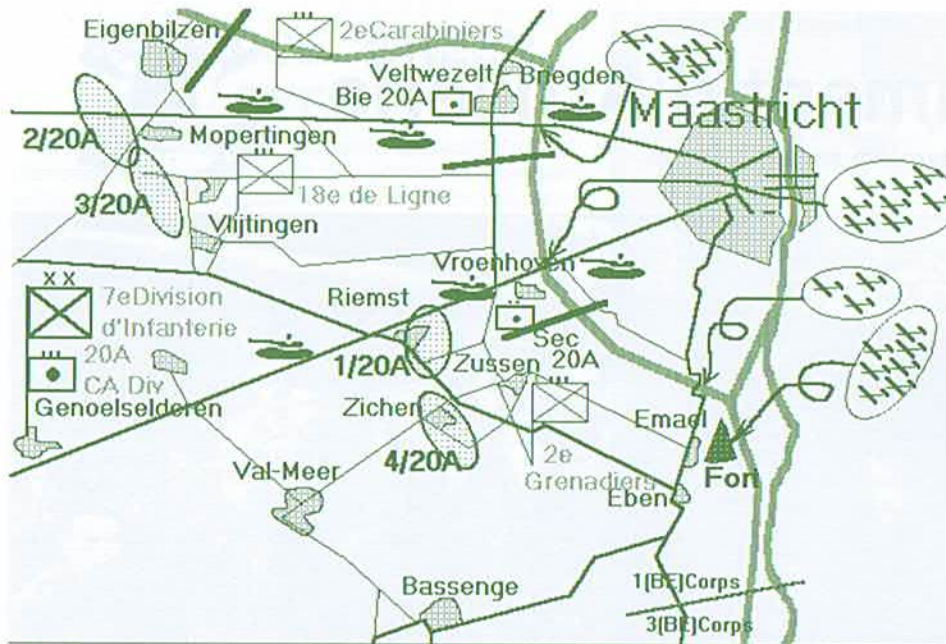 Eigenbilzen
2eCarabiniers
Veltwezelt
Briegden
Bie 20A
Maastricht
2/20A
Mopertingen
3/20A
18e de Ligne
Vlijtingen
Vroenhoven
XX
7eDivision
d'Infanterie
Riemst
20A
CA Div
Sec 20A
1/20A
Zussen
Genoelselderen
Zichen
Emael
4/20A
2e
Grenadiers
Val-Meer
Fort
Eben
Bassenge
1(BE)Corps
3(BE)Corps